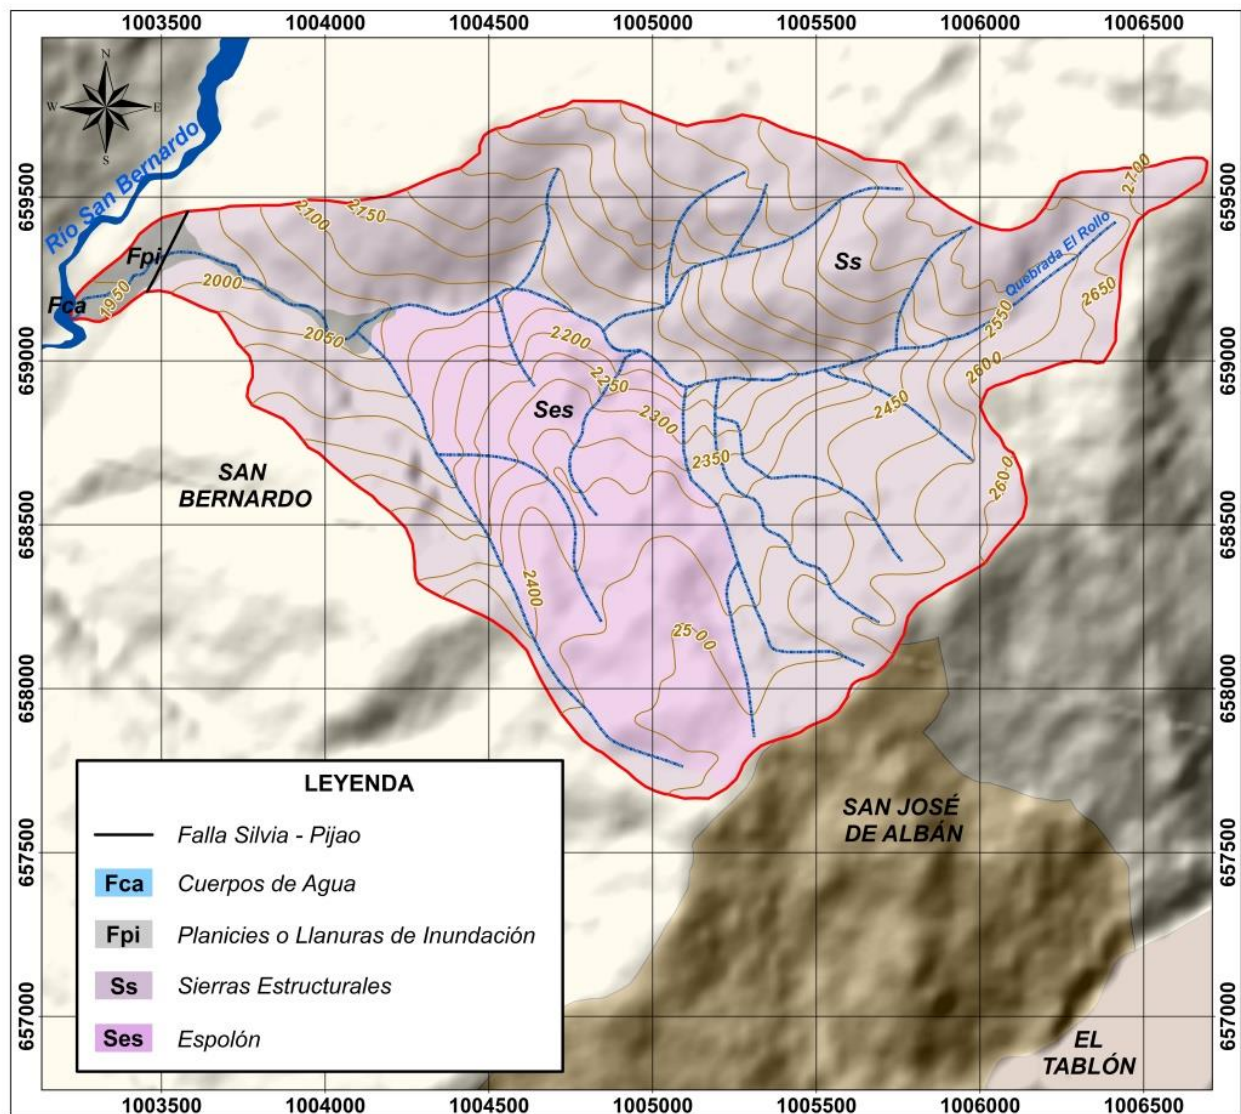 1003500 1004000 1004500 1005000 1005500 1006000 1006500
N
W E
S
Río San Bernardo
659500 659500
2700
2100 2150
Fpi
Ss
Quebrada El Rollo
Fca
1950
2000
2650
2550
2050
2200
659000 659000
2600
2250
2450
Ses
2300
2350
SAN
BERNARDO
2600
658500 658500
2400
2500
658000 658000
LEYENDA
Falla Silvia - Pijao
Fca Cuerpos de Agua
Fpi Planicies o Llanuras de Inundación
Ss Sierras Estructurales
Ses Espolón
SAN JOSÉ
DE ALBÁN
657500 657500
657000 657000
EL
TABLÓN
1003500 1004000 1004500 1005000 1005500 1006000 1006500